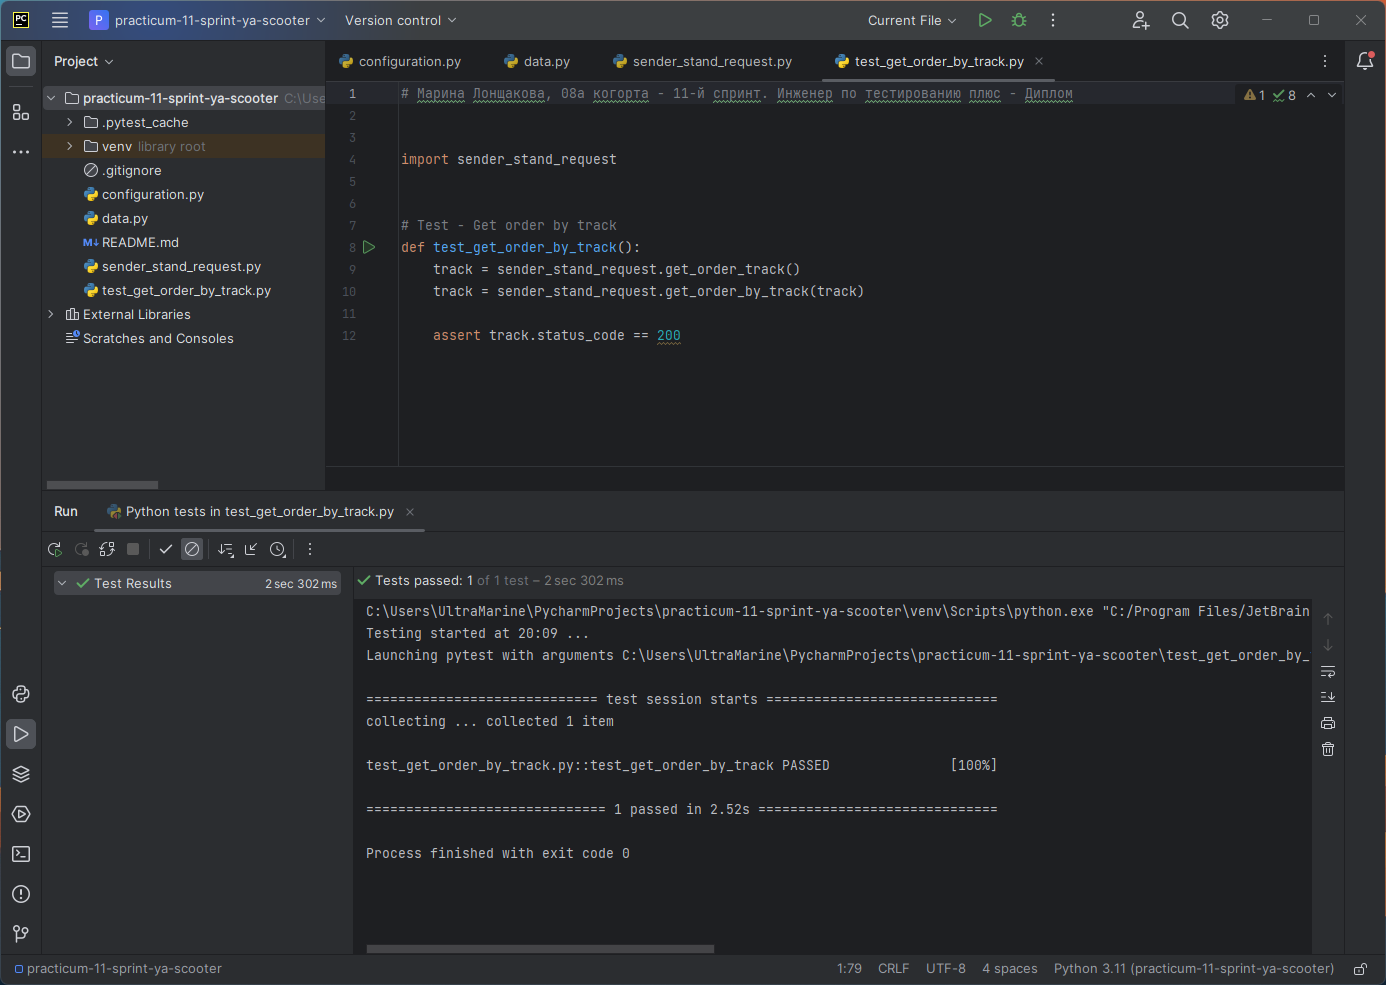 PC
P practicum-11-sprint-ya-scooter Version control Current File
Project
configuration.py data.py sender_stand_request.py test_get_order_by_track.py
practicum-11-sprint-ya-scooter C:\Use
.pytest_cache
venv library root
.gitignore
configuration.py
data.py
M↓ README.md
sender_stand_request.py
test_get_order_by_track.py
External Libraries
Scratches and Consoles
1 # Марина Лонщакова, 08а когорта - 11-й спринт. Инженер по тестированию плюс - Диплом
1 8
2
3
4 import sender_stand_request
5
6
7 # Test - Get order by track
8 def test_get_order_by_track():
9 track = sender_stand_request.get_order_track()
10 track = sender_stand_request.get_order_by_track(track)
11
12 assert track.status_code == 200
Run Python tests in test_get_order_by_track.py
Test Results 2 sec 302 ms
Tests passed: 1 of 1 test – 2 sec 302 ms
C:\Users\UltraMarine\PycharmProjects\practicum-11-sprint-ya-scooter\venv\Scripts\python.exe "C:/Program Files/JetBrain
Testing started at 20:09 ...
Launching pytest with arguments C:\Users\UltraMarine\PycharmProjects\practicum-11-sprint-ya-scooter\test_get_order_by_
============================= test session starts =============================
collecting ... collected 1 item
test_get_order_by_track.py::test_get_order_by_track PASSED [100%]
============================== 1 passed in 2.52s ==============================
Process finished with exit code 0
practicum-11-sprint-ya-scooter
1:79 CRLF UTF-8 4 spaces Python 3.11 (practicum-11-sprint-ya-scooter)